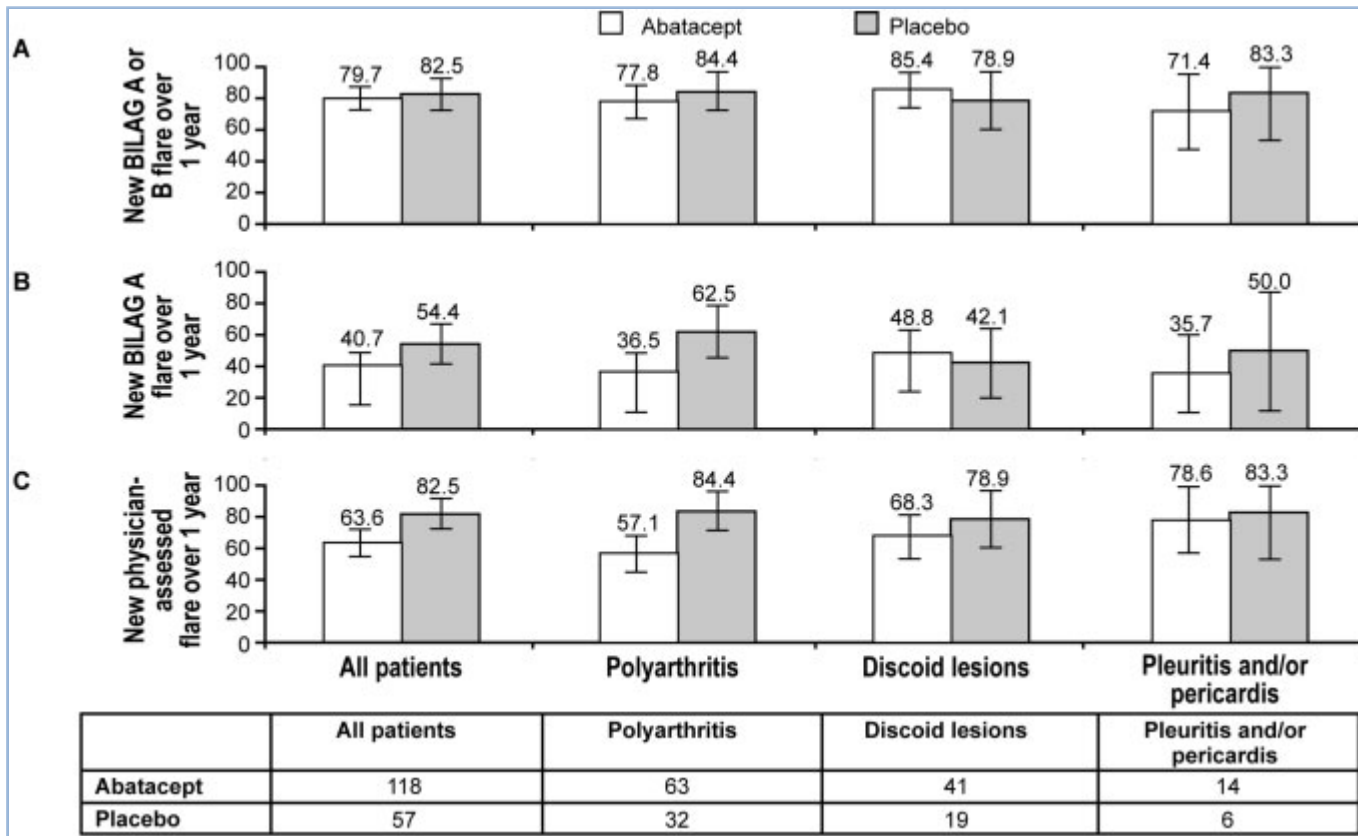 Abatacept Placebo
A
New BILAG A or
B flare over
1 year
100
80
60
40
20
0
79.7 82.5 77.8 84.4 85.4 78.9 71.4 83.3
B
New BILAG A
flare over
1 year
100
80
60
40
20
0
40.7 54.4 36.5 62.5 48.8 42.1 35.7 50.0
C
New physician-
assessed
flare over 1 year
100
80
60
40
20
0
63.6 82.5 57.1 84.4 68.3 78.9 78.6 83.3
All patients Polyarthritis Discoid lesions Pleuritis and/or
pericardis
All patients Polyarthritis Discoid lesions Pleuritis and/or
pericardis
Abatacept 118 63 41 14
Placebo 57 32 19 6